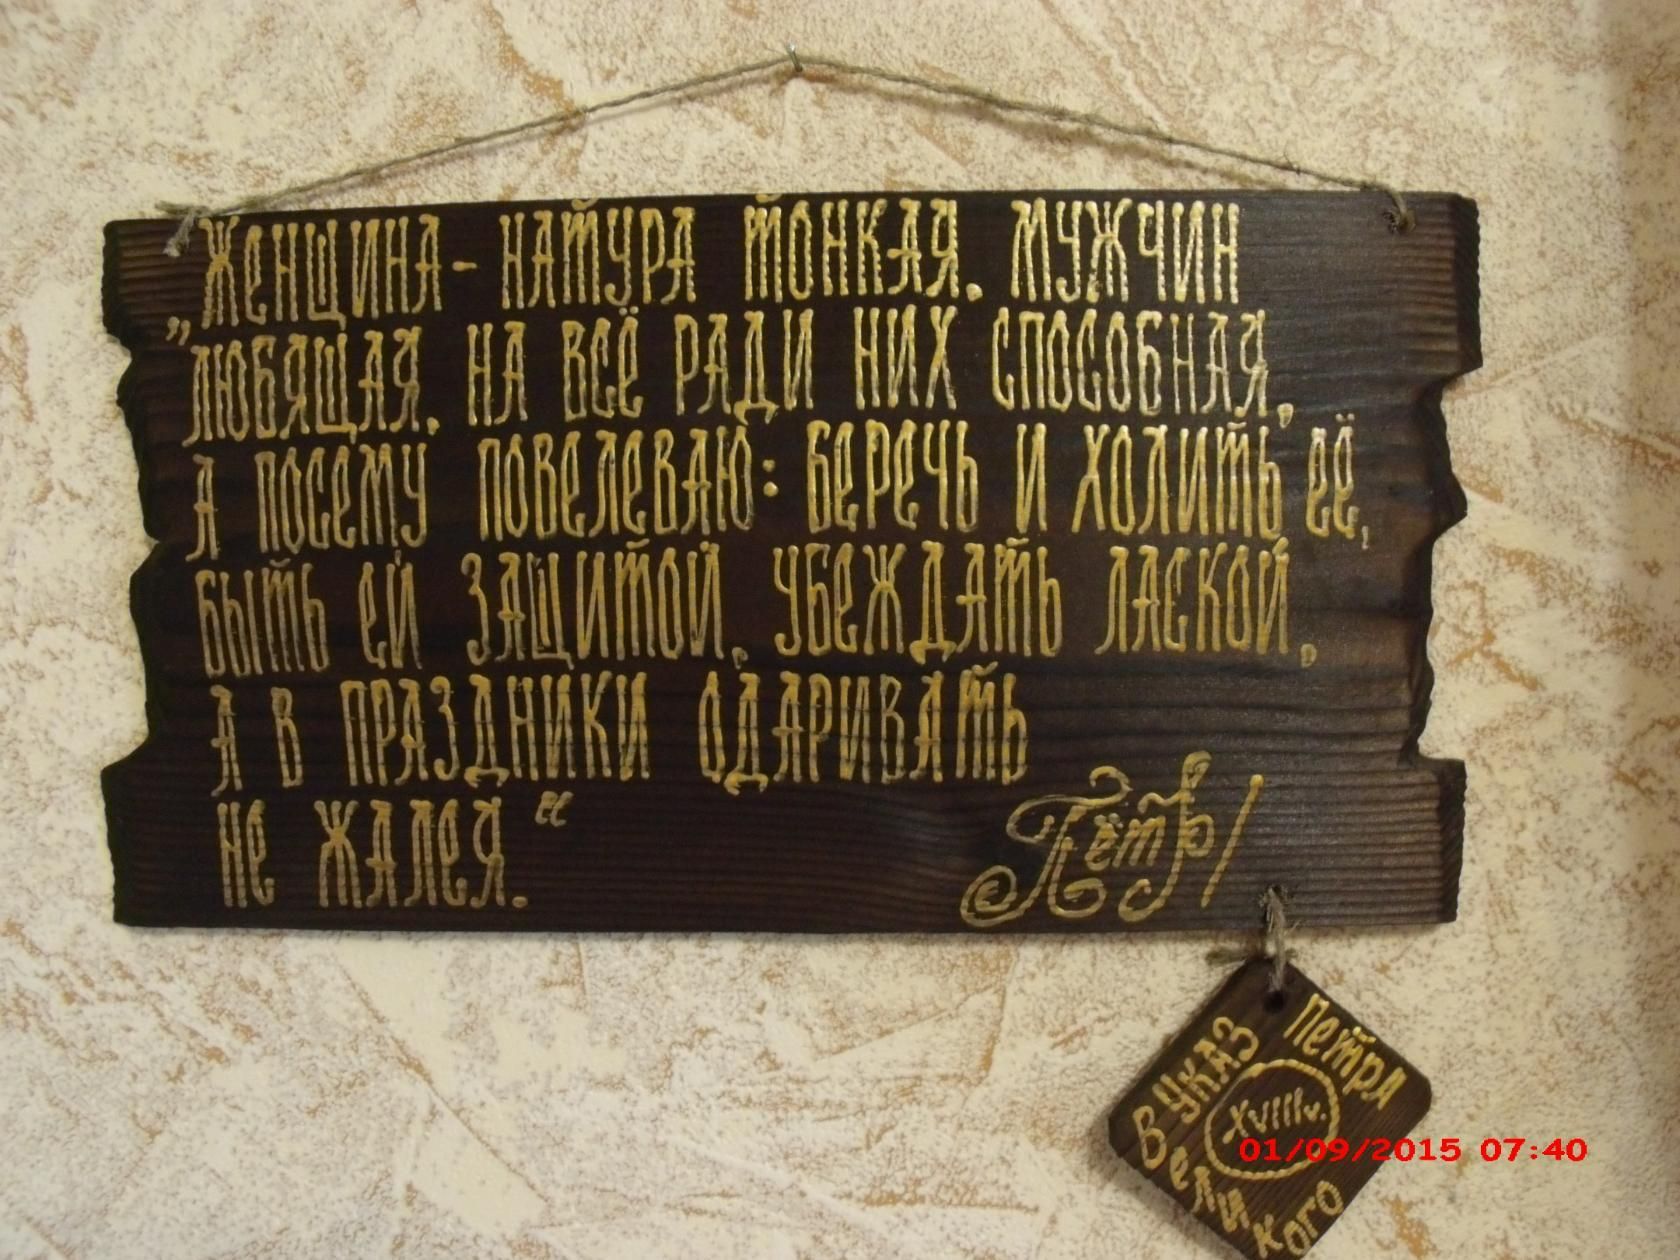 „Женщина - натура тонкая. Мужчин
любящая. На всё ради них способная,
а посему повелеваю: беречь и холить её,
быть ей защитой, убеждать лаской,
а в праздники одаривать
не жалея.“
Пётръ I
Указ Петра
Великого
XVIII v.
01/09/2015 07:40